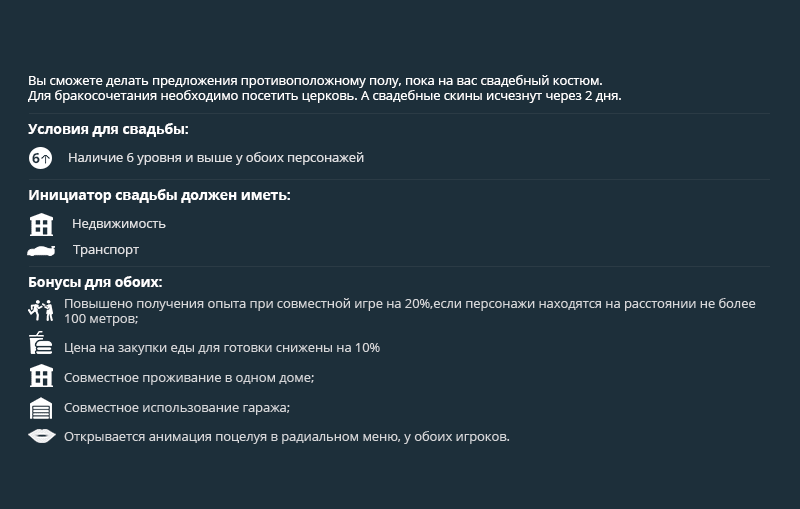 Вы сможете делать предложения противоположному полу, пока на вас свадебный костюм.
Для бракосочетания необходимо посетить церковь. А свадебные скины исчезнут через 2 дня.
Условия для свадьбы:
6↑ Наличие 6 уровня и выше у обоих персонажей
Инициатор свадьбы должен иметь:
Недвижимость
Транспорт
Бонусы для обоих:
Повышено получения опыта при совместной игре на 20%,если персонажи находятся на расстоянии не более
100 метров;
Цена на закупки еды для готовки снижены на 10%
Совместное проживание в одном доме;
Совместное использование гаража;
Открывается анимация поцелуя в радиальном меню, у обоих игроков.